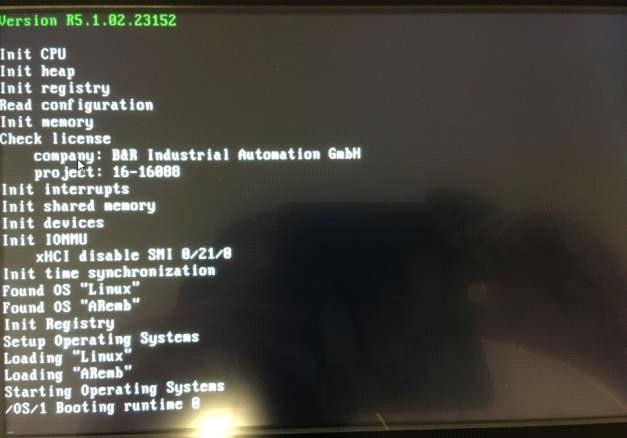 Version R5.1.02.23152
Init CPU
Init heap
Init registry
Read configuration
Init memory
Check license
company: B&R Industrial Automation GmbH
project: 16-16088
Init interrupts
Init shared memory
Init devices
Init IOMMU
xHCI disable SMI 0/21/0
Init time synchronization
Found OS "Linux"
Found OS "ARemb"
Init Registry
Setup Operating Systems
Loading "Linux"
Loading "ARemb"
Starting Operating Systems
/OS/1 Booting runtime 0